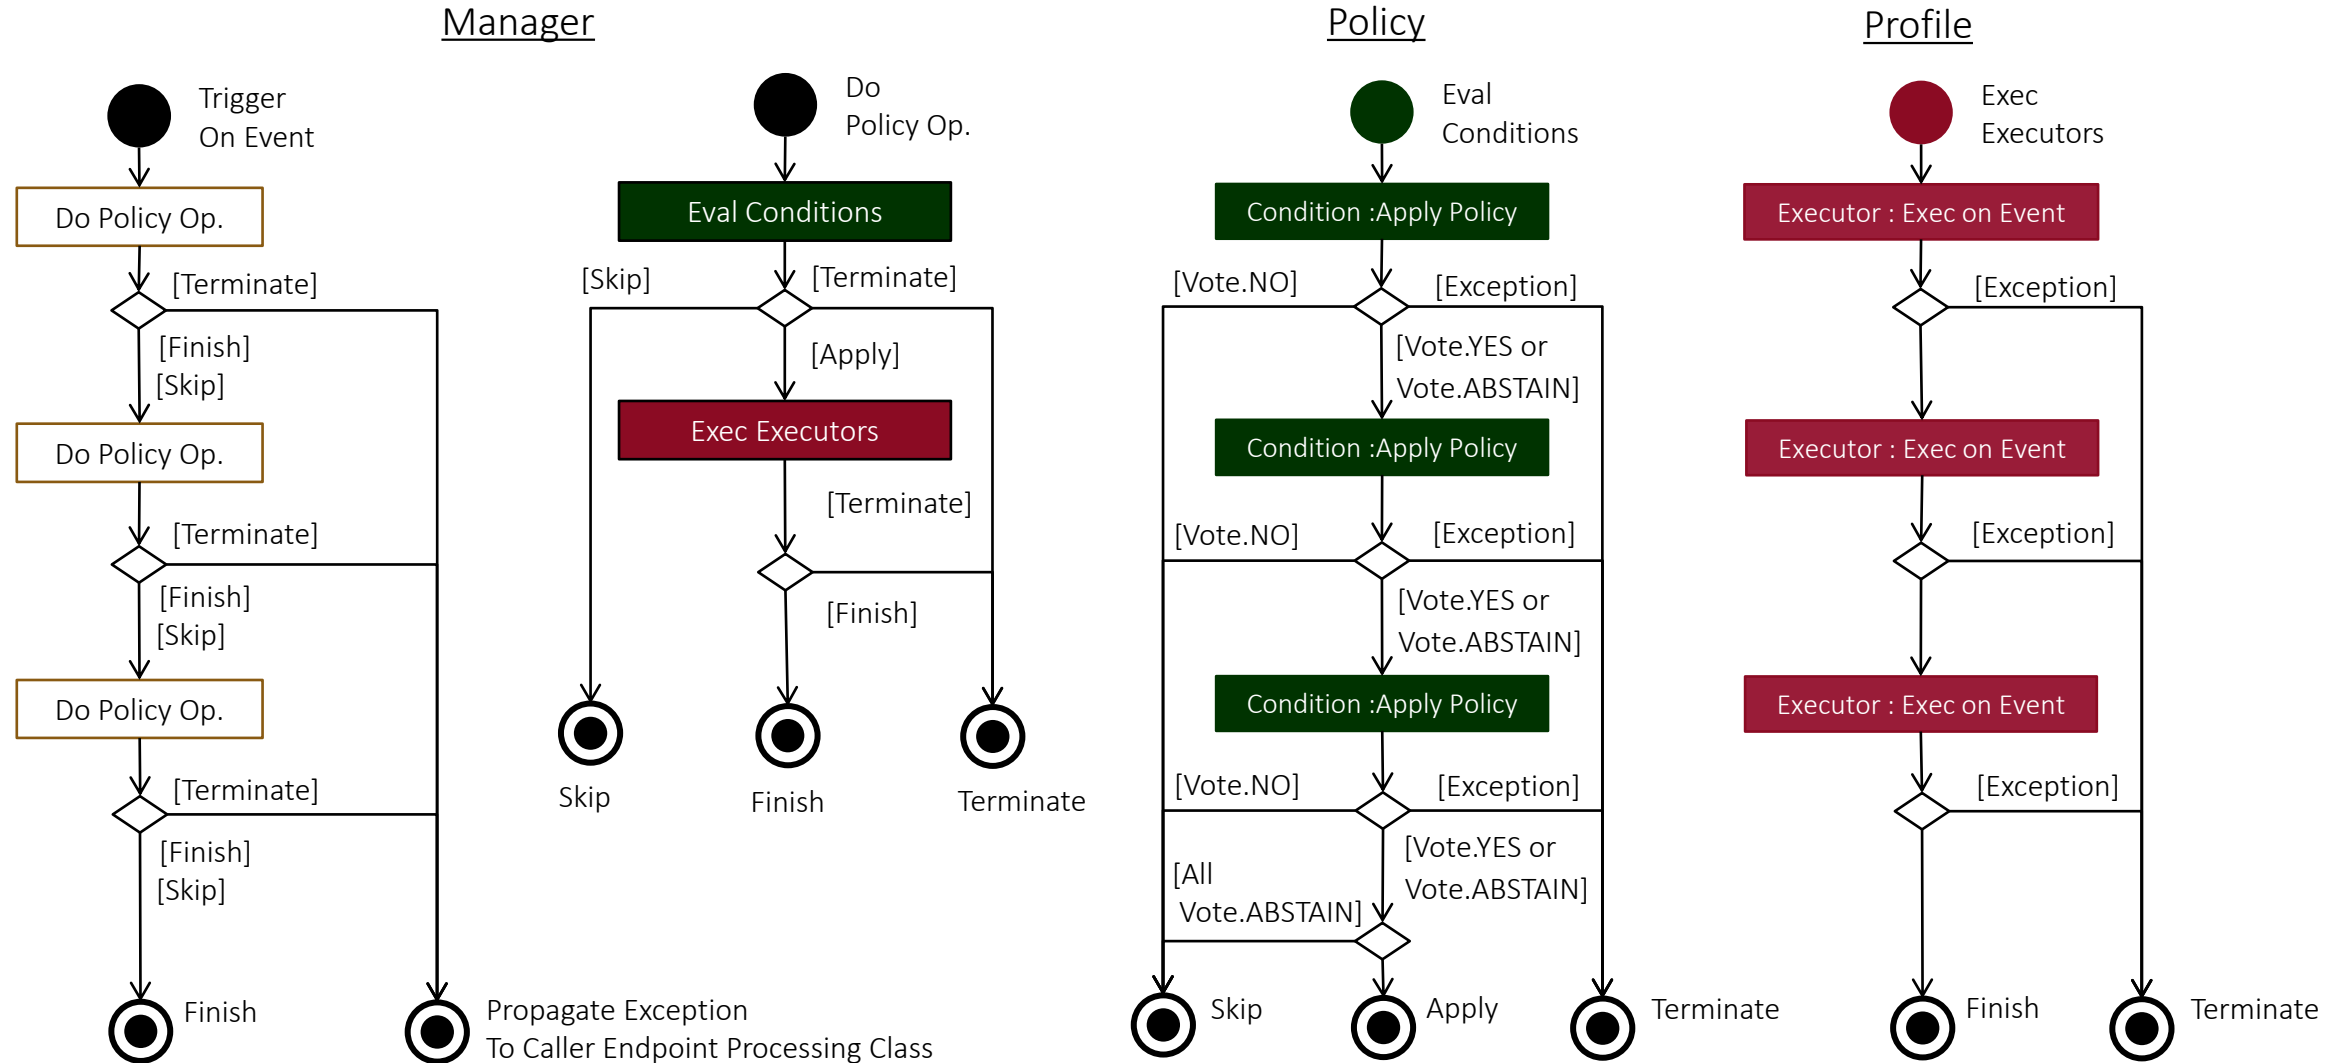 Manager
Trigger
On Event
Do Policy Op.
[Terminate]
[Finish]
[Skip]
Do Policy Op.
[Terminate]
[Finish]
[Skip]
Do Policy Op.
[Terminate]
[Finish]
[Skip]
Finish
Propagate Exception
To Caller Endpoint Processing Class
Do
Policy Op.
Eval Conditions
[Skip]
[Terminate]
[Apply]
Exec Executors
[Terminate]
[Finish]
Skip
Finish
Terminate
Policy
Eval
Conditions
Condition :Apply Policy
[Vote.NO]
[Exception]
[Vote.YES or
Vote.ABSTAIN]
Condition :Apply Policy
[Vote.NO]
[Exception]
[Vote.YES or
Vote.ABSTAIN]
Condition :Apply Policy
[Vote.NO]
[Exception]
[Vote.YES or
Vote.ABSTAIN]
[All
Vote.ABSTAIN]
Skip
Apply
Terminate
Profile
Exec
Executors
Executor : Exec on Event
[Exception]
Executor : Exec on Event
[Exception]
Executor : Exec on Event
[Exception]
Finish
Terminate